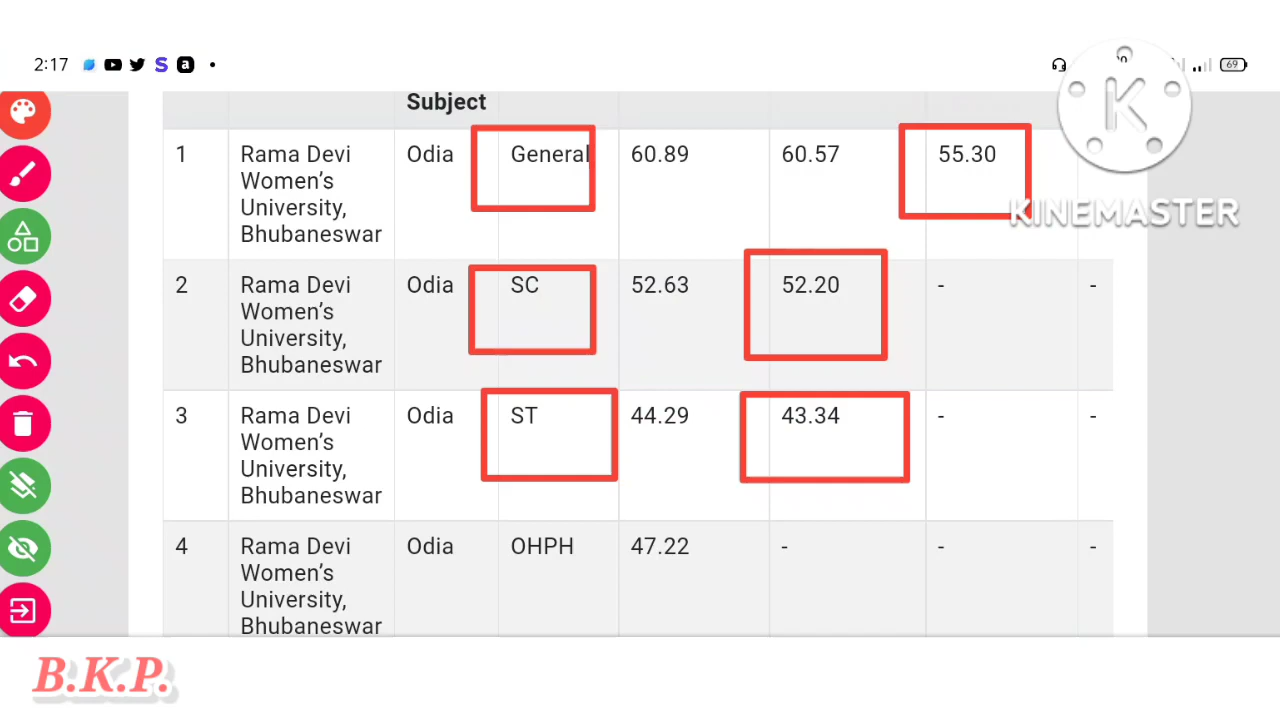 2:17
Subject
1 Rama Devi Women’s University, Bhubaneswar Odia General 60.89 60.57 55.30
2 Rama Devi Women’s University, Bhubaneswar Odia SC 52.63 52.20 - -
3 Rama Devi Women’s University, Bhubaneswar Odia ST 44.29 43.34 - -
4 Rama Devi Women’s University, Bhubaneswar Odia OHPH 47.22 - - -
69
K
KINEMASTER
B.K.P.